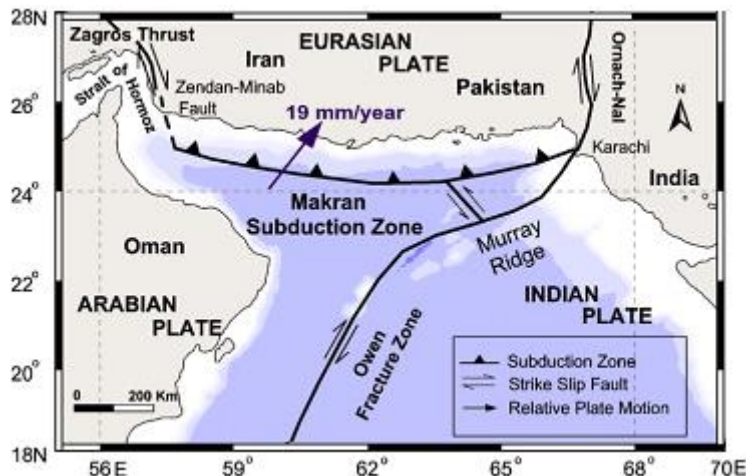 28N
Zagros Thrust
Iran
EURASIAN
PLATE
Ornach-Nal
Strait of
Hormoz
Zendan-Minab
Fault
Pakistan
N
26°
19 mm/year
Karachi
India
24°
Makran
Subduction Zone
Oman
Murray
Ridge
22°
ARABIAN
PLATE
INDIAN
PLATE
Owen
Fracture Zone
Subduction Zone
Strike Slip Fault
Relative Plate Motion
20°
0 200 Km
18N
56E 59° 62° 65° 68° 70E